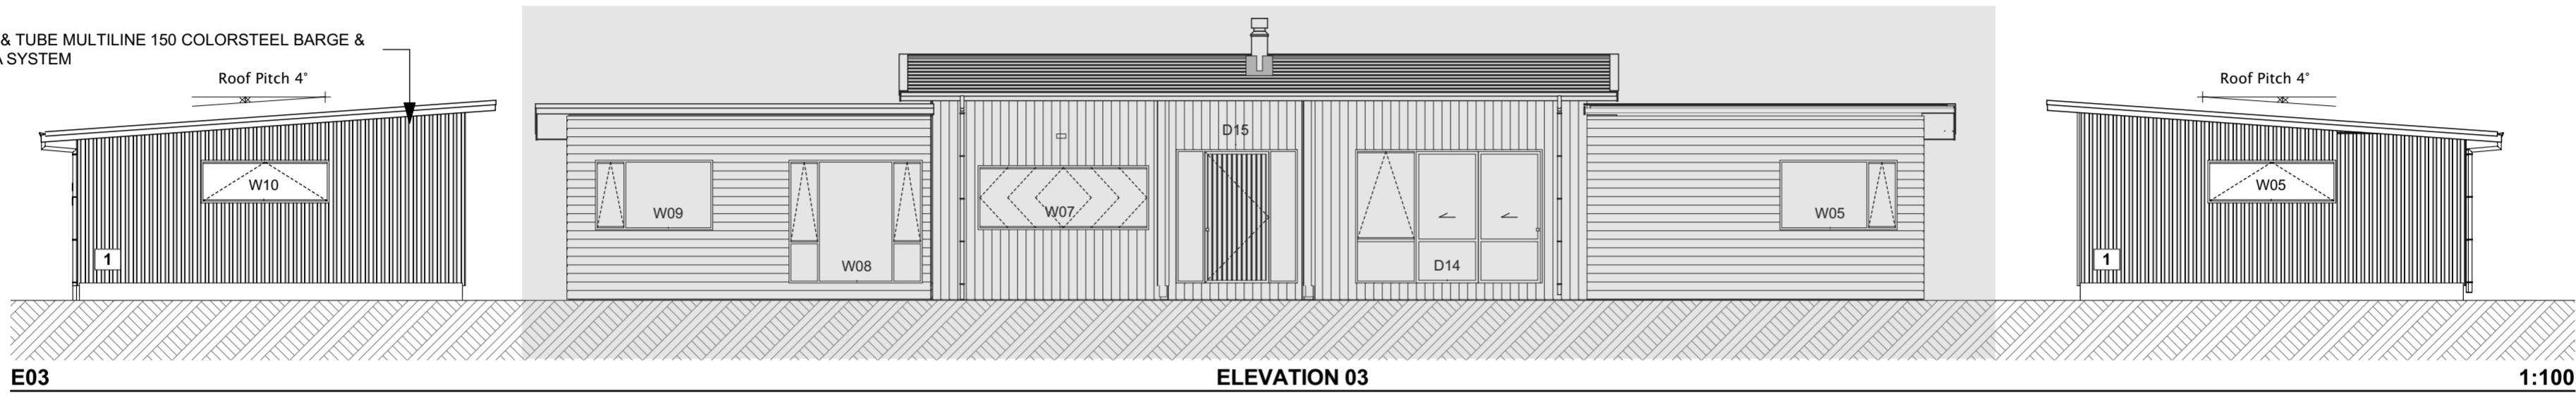 & TUBE MULTILINE 150 COLORSTEEL BARGE &
SYSTEM
Roof Pitch 4°
Roof Pitch 4°
D15
W10
W09
W08
W07
D14
W05
W05
1
1
E03
ELEVATION 03
1:100